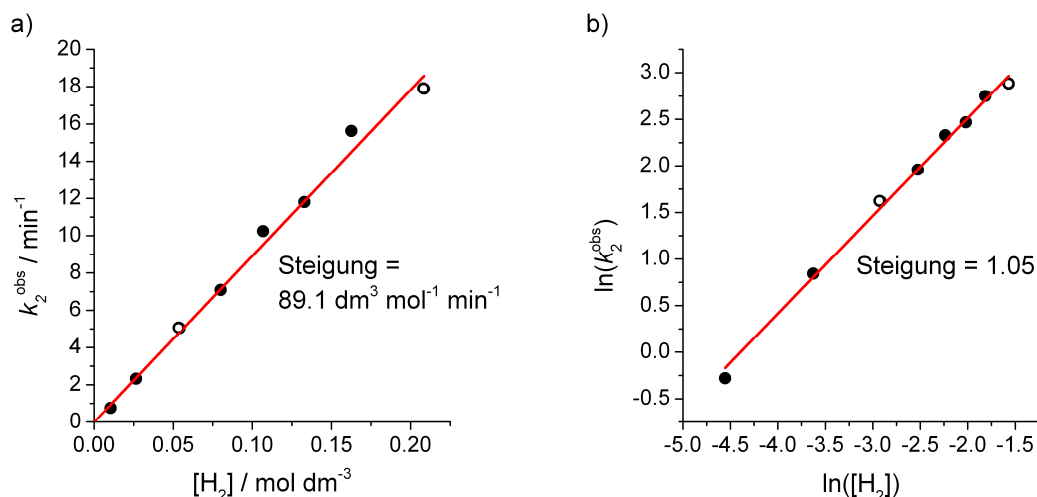 a)
20
18
16
14
12
10
8
6
4
2
0
k₂ᵒᵇˢ / min⁻¹
Steigung =
89.1 dm³ mol⁻¹ min⁻¹
0.00 0.05 0.10 0.15 0.20
[H₂] / mol dm⁻³
b)
3.0
2.5
2.0
1.5
1.0
0.5
0.0
-0.5
ln(k₂ᵒᵇˢ)
Steigung = 1.05
-5.0 -4.5 -4.0 -3.5 -3.0 -2.5 -2.0 -1.5
ln([H₂])